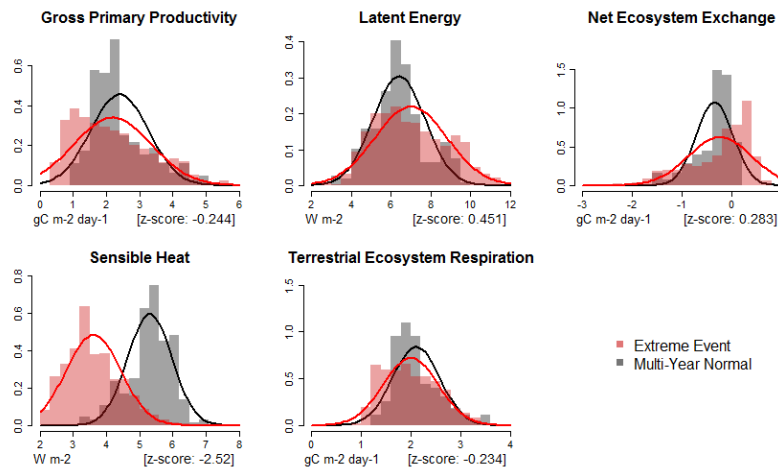 Gross Primary Productivity
0.0 0.2 0.4 0.6
0 1 2 3 4 5 6
gC m-2 day-1 [z-score: -0.244]
Latent Energy
0.0 0.1 0.2 0.3 0.4
2 4 6 8 10 12
W m-2 [z-score: 0.451]
Net Ecosystem Exchange
0.0 0.5 1.0 1.5
-3 -2 -1 0
gC m-2 day-1 [z-score: 0.283]
Sensible Heat
0.0 0.2 0.4 0.6 0.8
2 3 4 5 6 7 8
W m-2 [z-score: -2.52]
Terrestrial Ecosystem Respiration
0.0 0.5 1.0 1.5
0 1 2 3 4
gC m-2 day-1 [z-score: -0.234]
Extreme Event
Multi-Year Normal